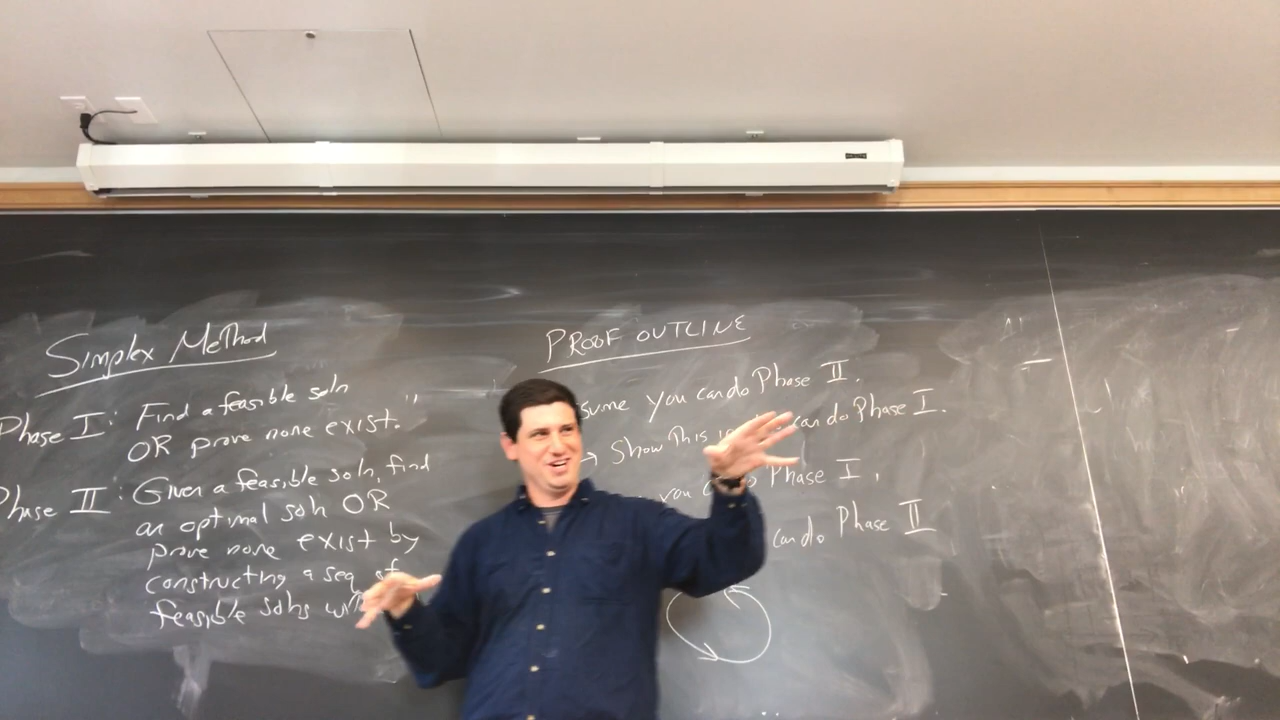 Simplex Method
Phase I: Find a feasible soln
OR prove none exist.
Phase II: Given a feasible soln, find
an optimal soln OR
prove none exist by
constructing a seq of
feasible solns
PROOF OUTLINE
sume you can do Phase II.
→ Show this can do Phase I.
you Phase I,
can do Phase II